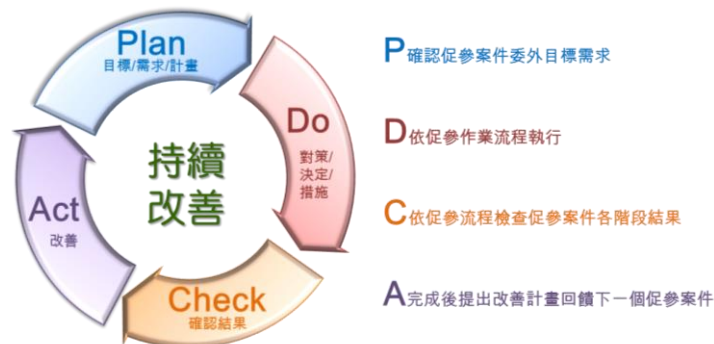 Plan
目標/需求/計畫
Do
對策/
決定/
措施
Check
確認結果
Act
改善
持續
改善
P確認促參案件委外目標需求
D依促參作業流程執行
C依促參流程檢查促參案件各階段結果
A完成後提出改善計畫回饋下一個促參案件